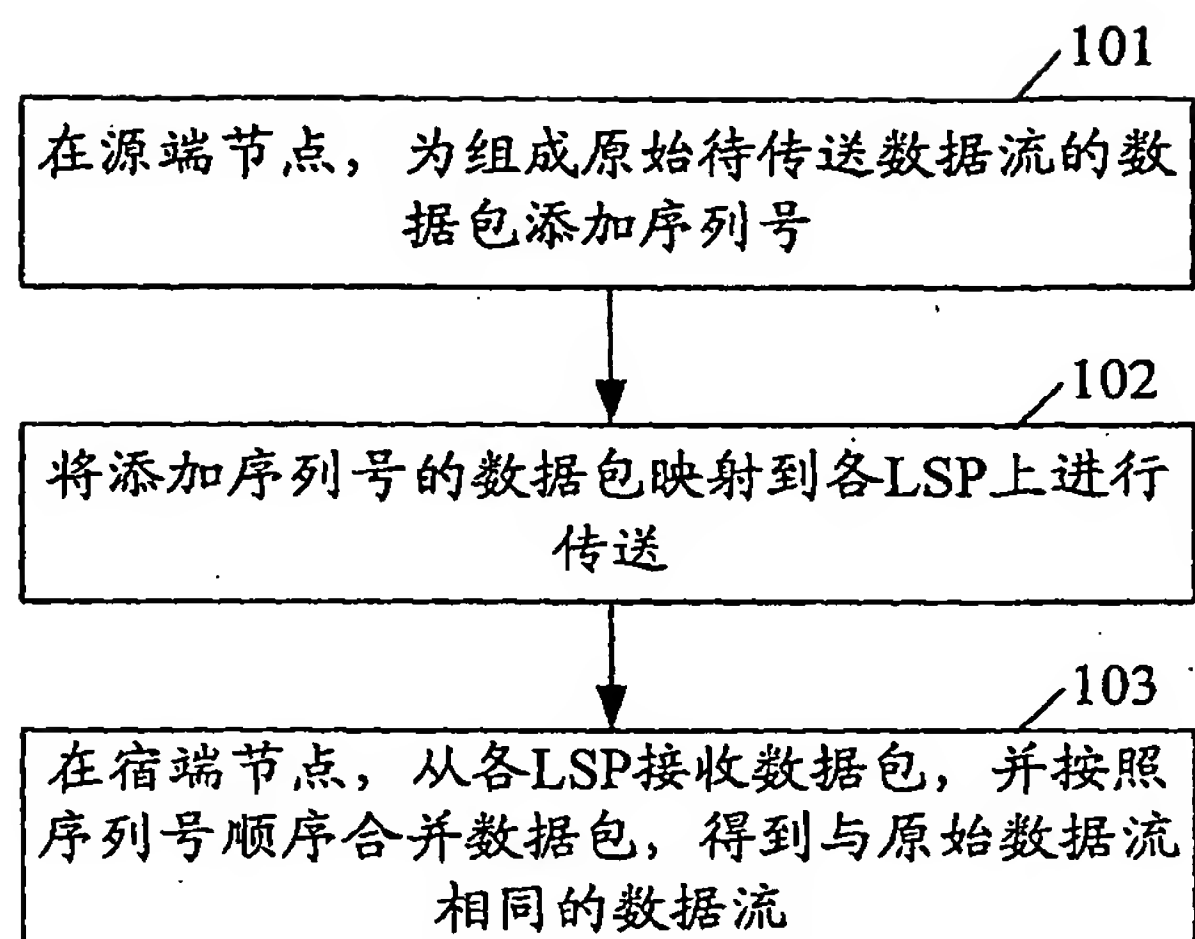 101
在源端节点，为组成原始待传送数据流的数
据包添加序列号
102
将添加序列号的数据包映射到各LSP上进行
传送
103
在宿端节点，从各LSP接收数据包，并按照
序列号顺序合并数据包，得到与原始数据流
相同的数据流